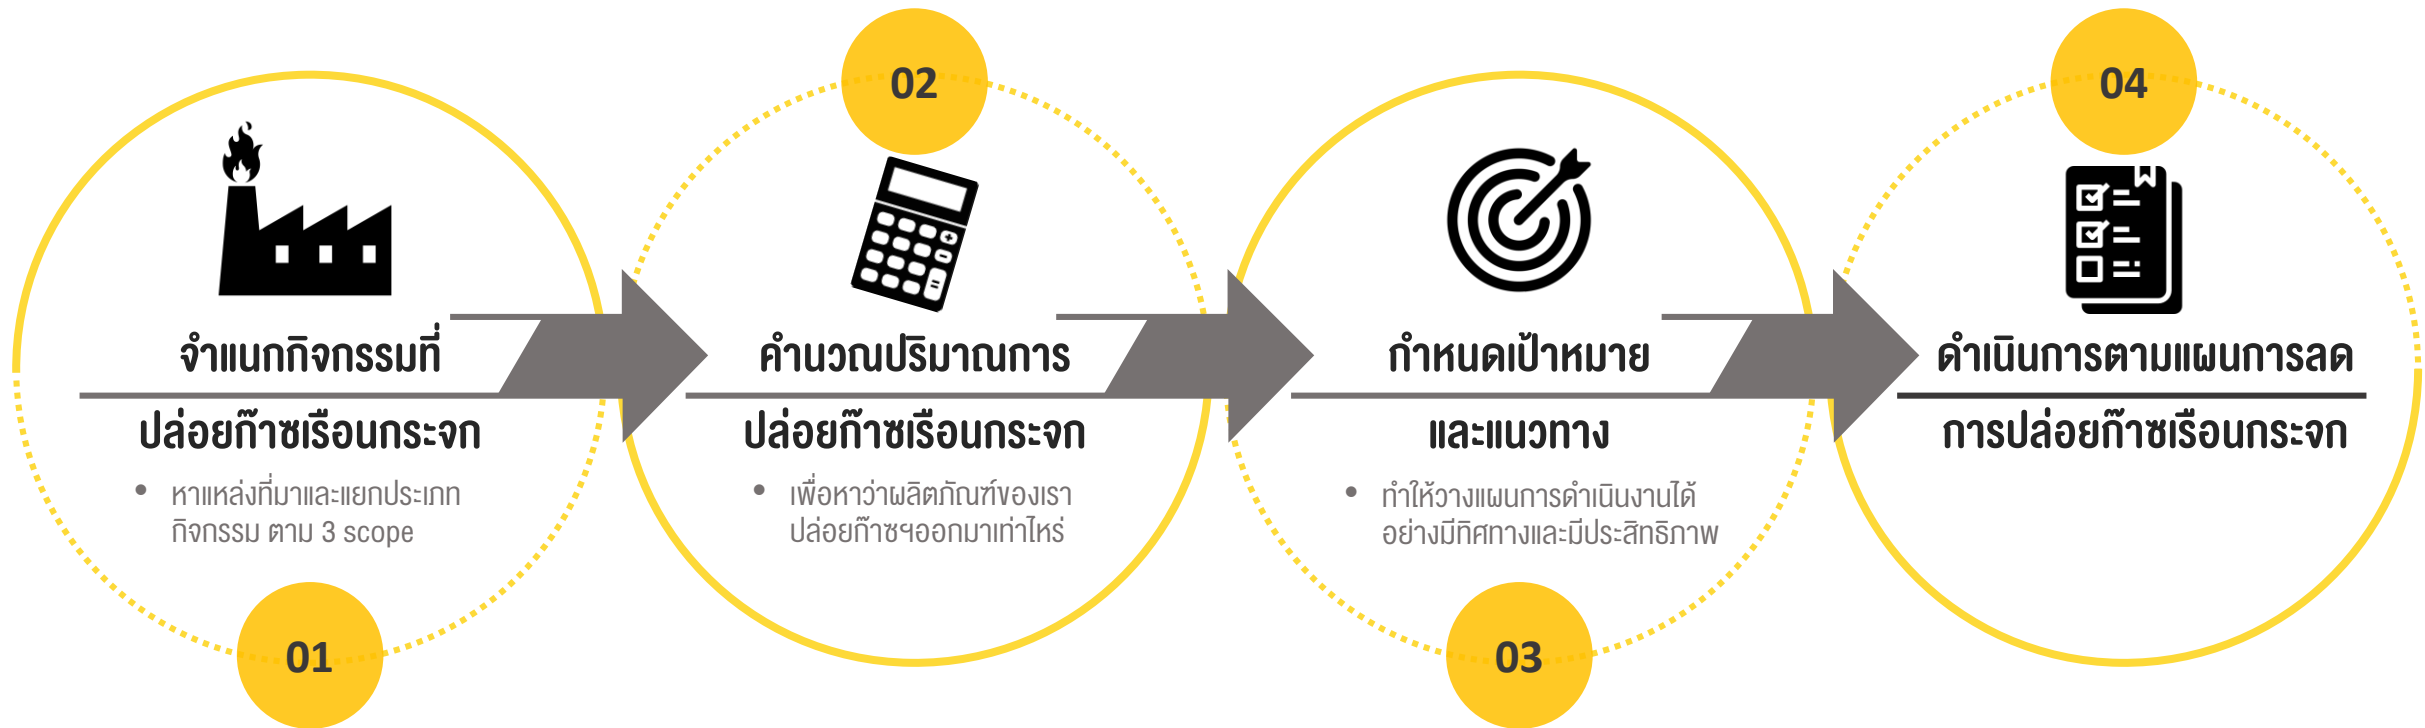 จำแนกกิจกรรมที่
ปล่อยก๊าซเรือนกระจก
• หาแหล่งที่มาและแยกประเภท
กิจกรรม ตาม 3 scope
01
02
คำนวณปริมาณการ
ปล่อยก๊าซเรือนกระจก
• เพื่อหาว่าผลิตภัณฑ์ของเรา
ปล่อยก๊าซฯออกมาเท่าไหร่
กำหนดเป้าหมาย
และแนวทาง
• ทำให้วางแผนการดำเนินงานได้
อย่างมีทิศทางและมีประสิทธิภาพ
03
04
ดำเนินการตามแผนการลด
การปล่อยก๊าซเรือนกระจก